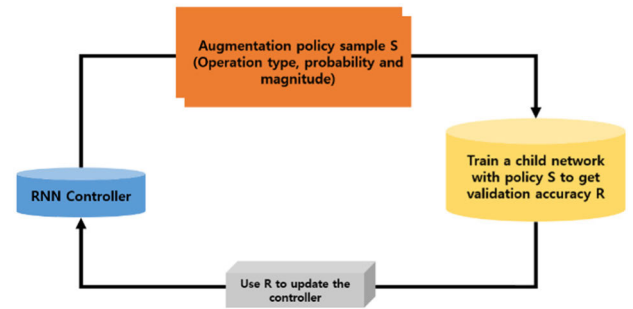 Augmentation policy sample S
(Operation type, probability and
magnitude)
Train a child network
with policy S to get
validation accuracy R
RNN Controller
Use R to update the
controller